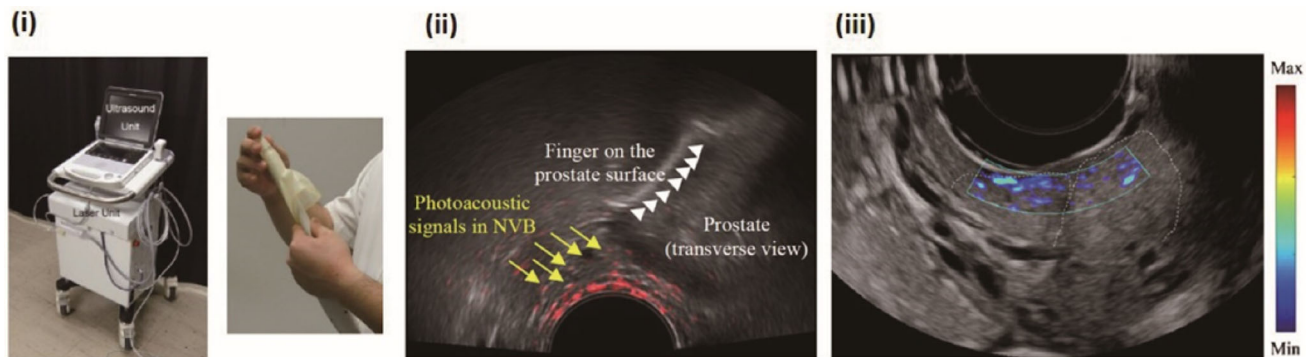 (i)
Ultrasound
Unit
Laser Unit
(ii)
Finger on the
prostate surface
Photoacoustic
signals in NVB
Prostate
(transverse view)
(iii)
Max
Min